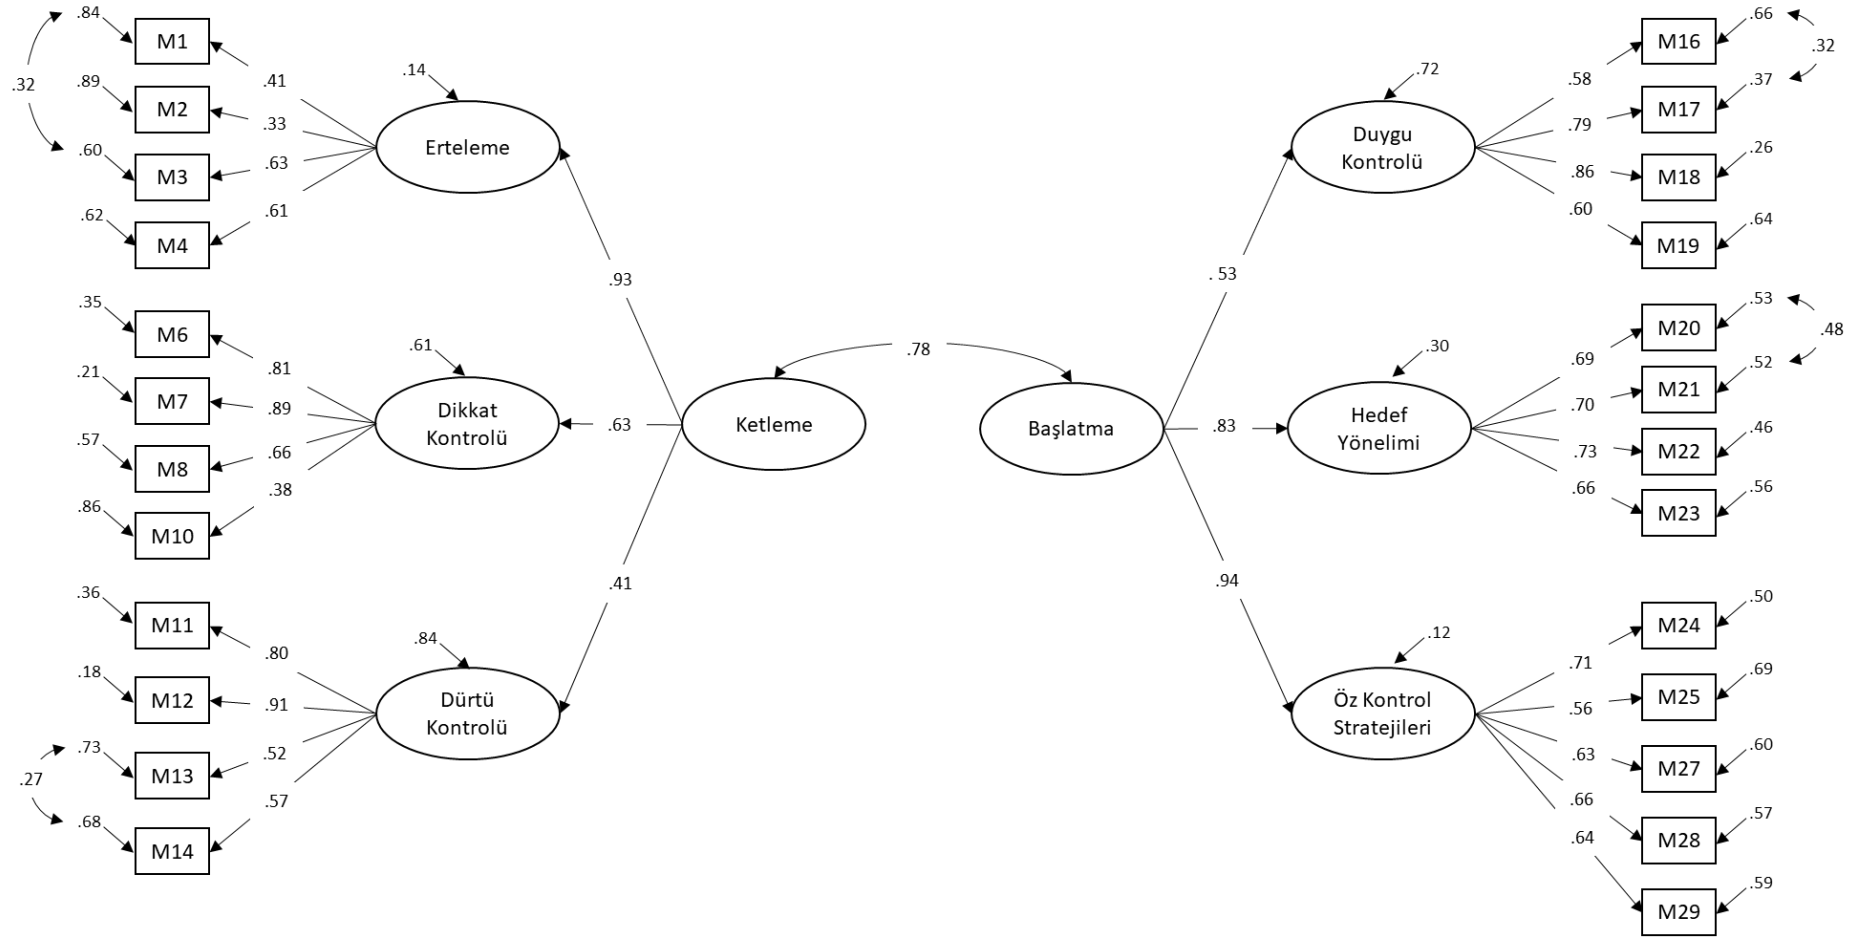 .84
M1
.41
.32
.89
M2
.33
.60
M3
.63
.62
M4
.61
.14
Erteleme
.93
.35
M6
.81
.21
M7
.89
.57
M8
.66
.86
M10
.38
.61
Dikkat
Kontrolü
.63
.36
M11
.80
.18
M12
.91
.73
M13
.52
.27
.68
M14
.57
.84
Dürtü
Kontrolü
.41
Ketleme
.78
Başlatma
. 53
.72
Duygu
Kontrolü
.58
M16
.66
.32
.79
M17
.37
.86
M18
.26
.60
M19
.64
.83
.30
Hedef
Yönelimi
.69
M20
.53
.48
.70
M21
.52
.73
M22
.46
.66
M23
.56
.94
.12
Öz Kontrol
Stratejileri
.71
M24
.50
.56
M25
.69
.63
M27
.60
.66
M28
.57
.64
M29
.59